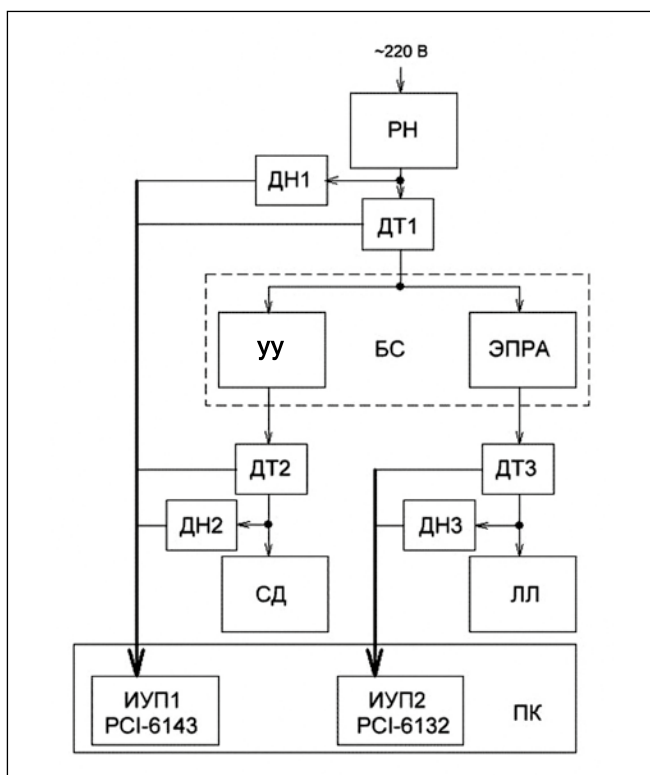 ~220 В
РН
ДН1
ДТ1
УУ
БС
ЭПРА
ДТ2
ДТ3
ДН2
ДН3
СД
ЛЛ
ИУП1
PCI-6143
ИУП2
PCI-6132
ПК